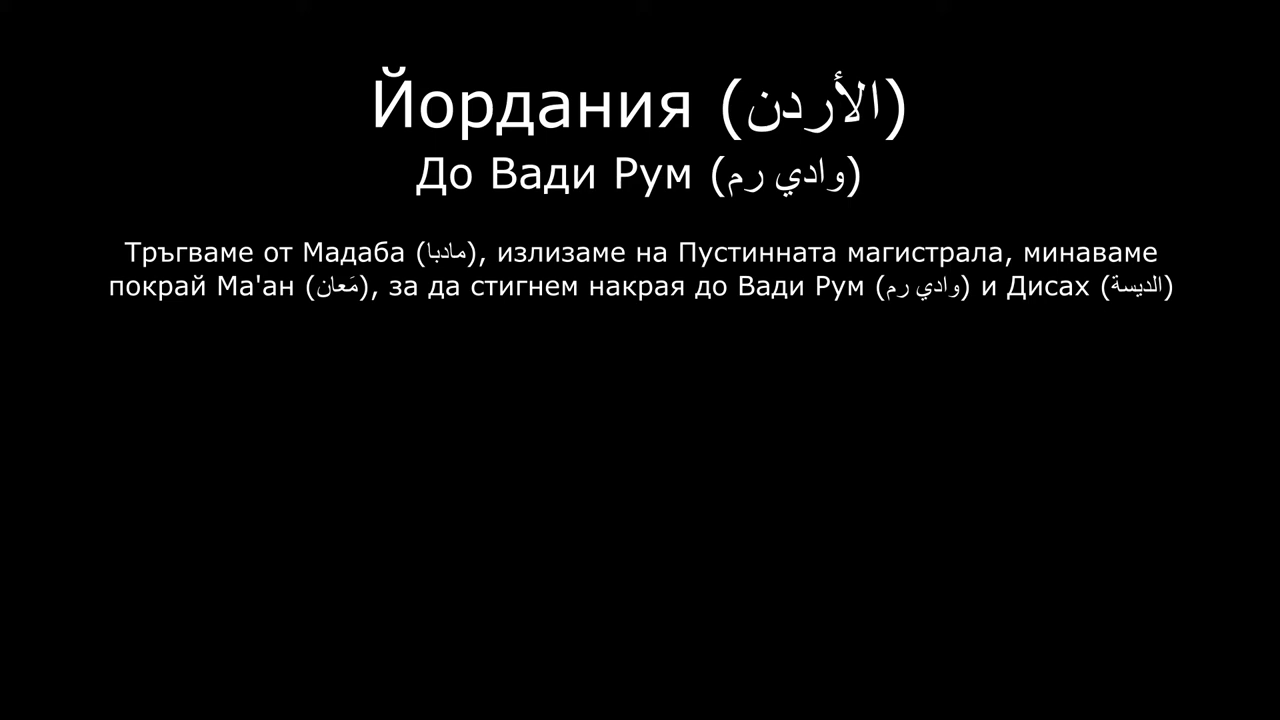 Йордания (الأردن)
До Вади Рум (وادي رم)
Тръгваме от Мадаба (مادبا), излизаме на Пустинната магистрала, минаваме
покрай Ма'ан (مَعان), за да стигнем накрая до Вади Рум (وادي رم) и Дисах (الديسة)